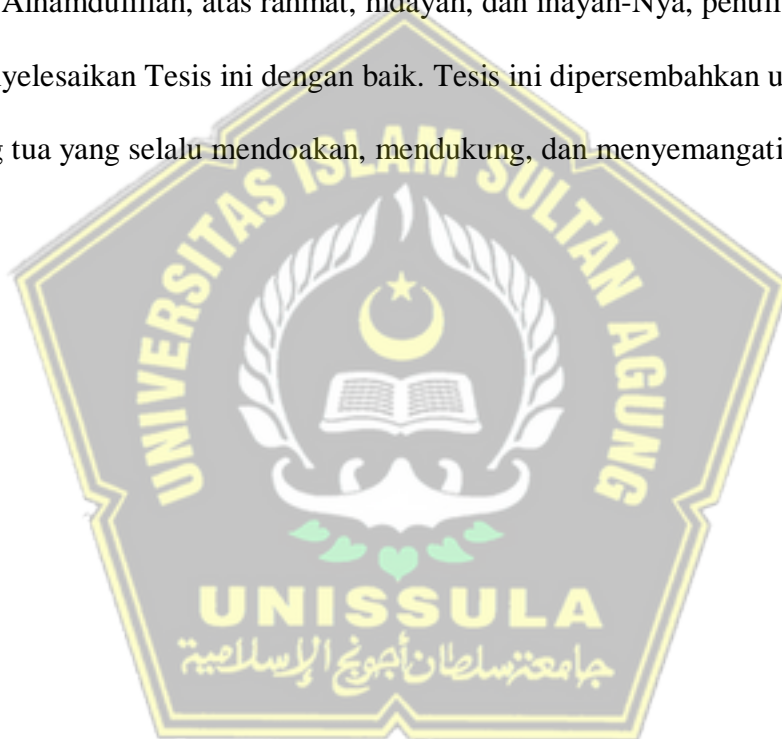 Alhamdulillah, atas rahmat, hidayah, dan inayah-Nya,
yelesaikan Tesis ini dengan baik. Tesis ini dipersembahkan
tua yang selalu mendoakan, mendukung, dan menyemangati
UNIVERSITAS ISLAM SULTAN AGUNG
UNISSULA
جامعة سلطان أجونج الإسلامية